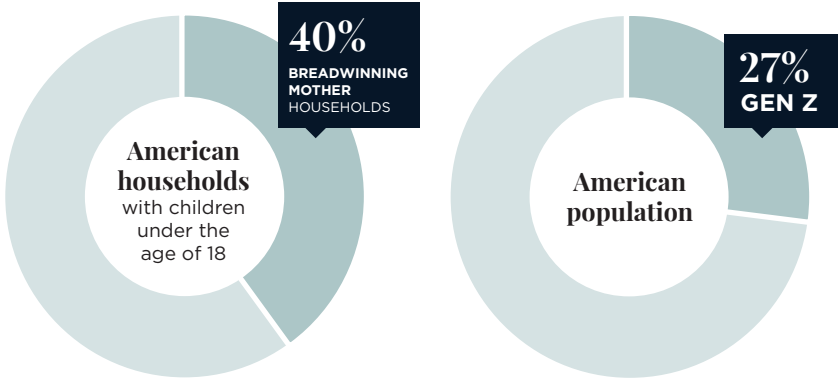 40%
BREADWINNING
MOTHER
HOUSEHOLDS
American
households
with children
under the
age of 18
27%
GEN Z
American
population